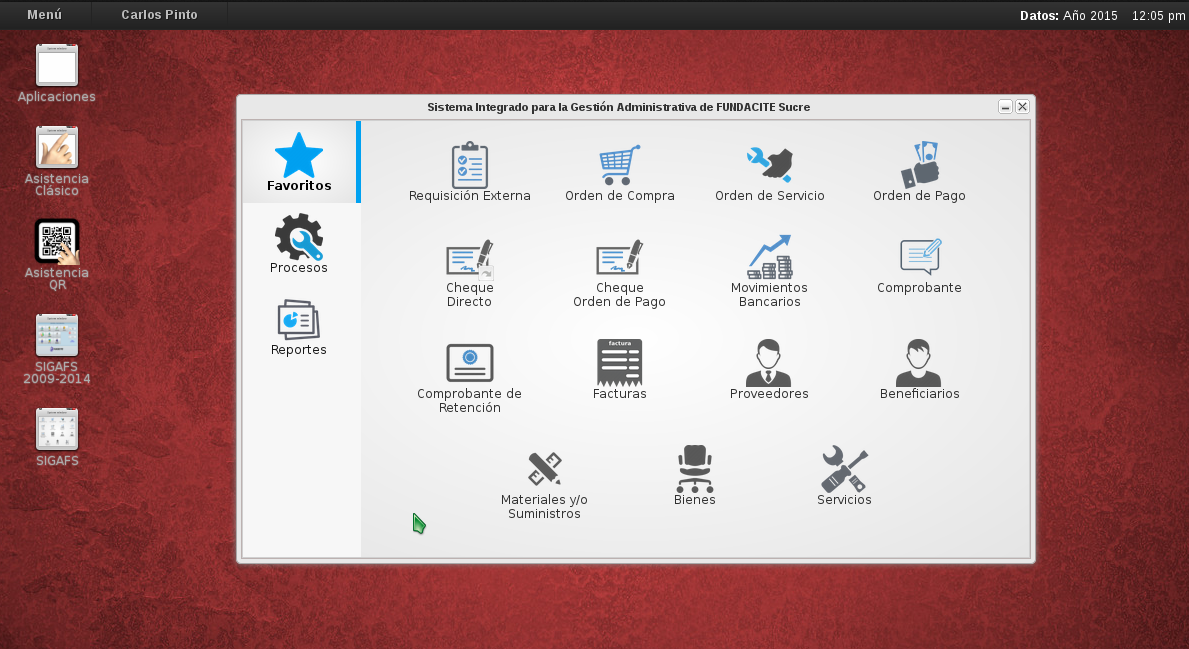 Menú
Carlos Pinto
Datos: Año 2015 12:05 pm
Aplicaciones
Asistencia
Clásico
Asistencia
QR
SIGAFS
2009-2014
SIGAFS
Sistema Integrado para la Gestión Administrativa de FUNDACITE Sucre
Favoritos
Procesos
Reportes
Requisición Externa
Orden de Compra
Orden de Servicio
Orden de Pago
Cheque
Directo
Cheque
Orden de Pago
Movimientos
Bancarios
Comprobante
Comprobante de
Retención
factura
Facturas
Proveedores
Beneficiarios
Materiales y/o
Suministros
Bienes
Servicios